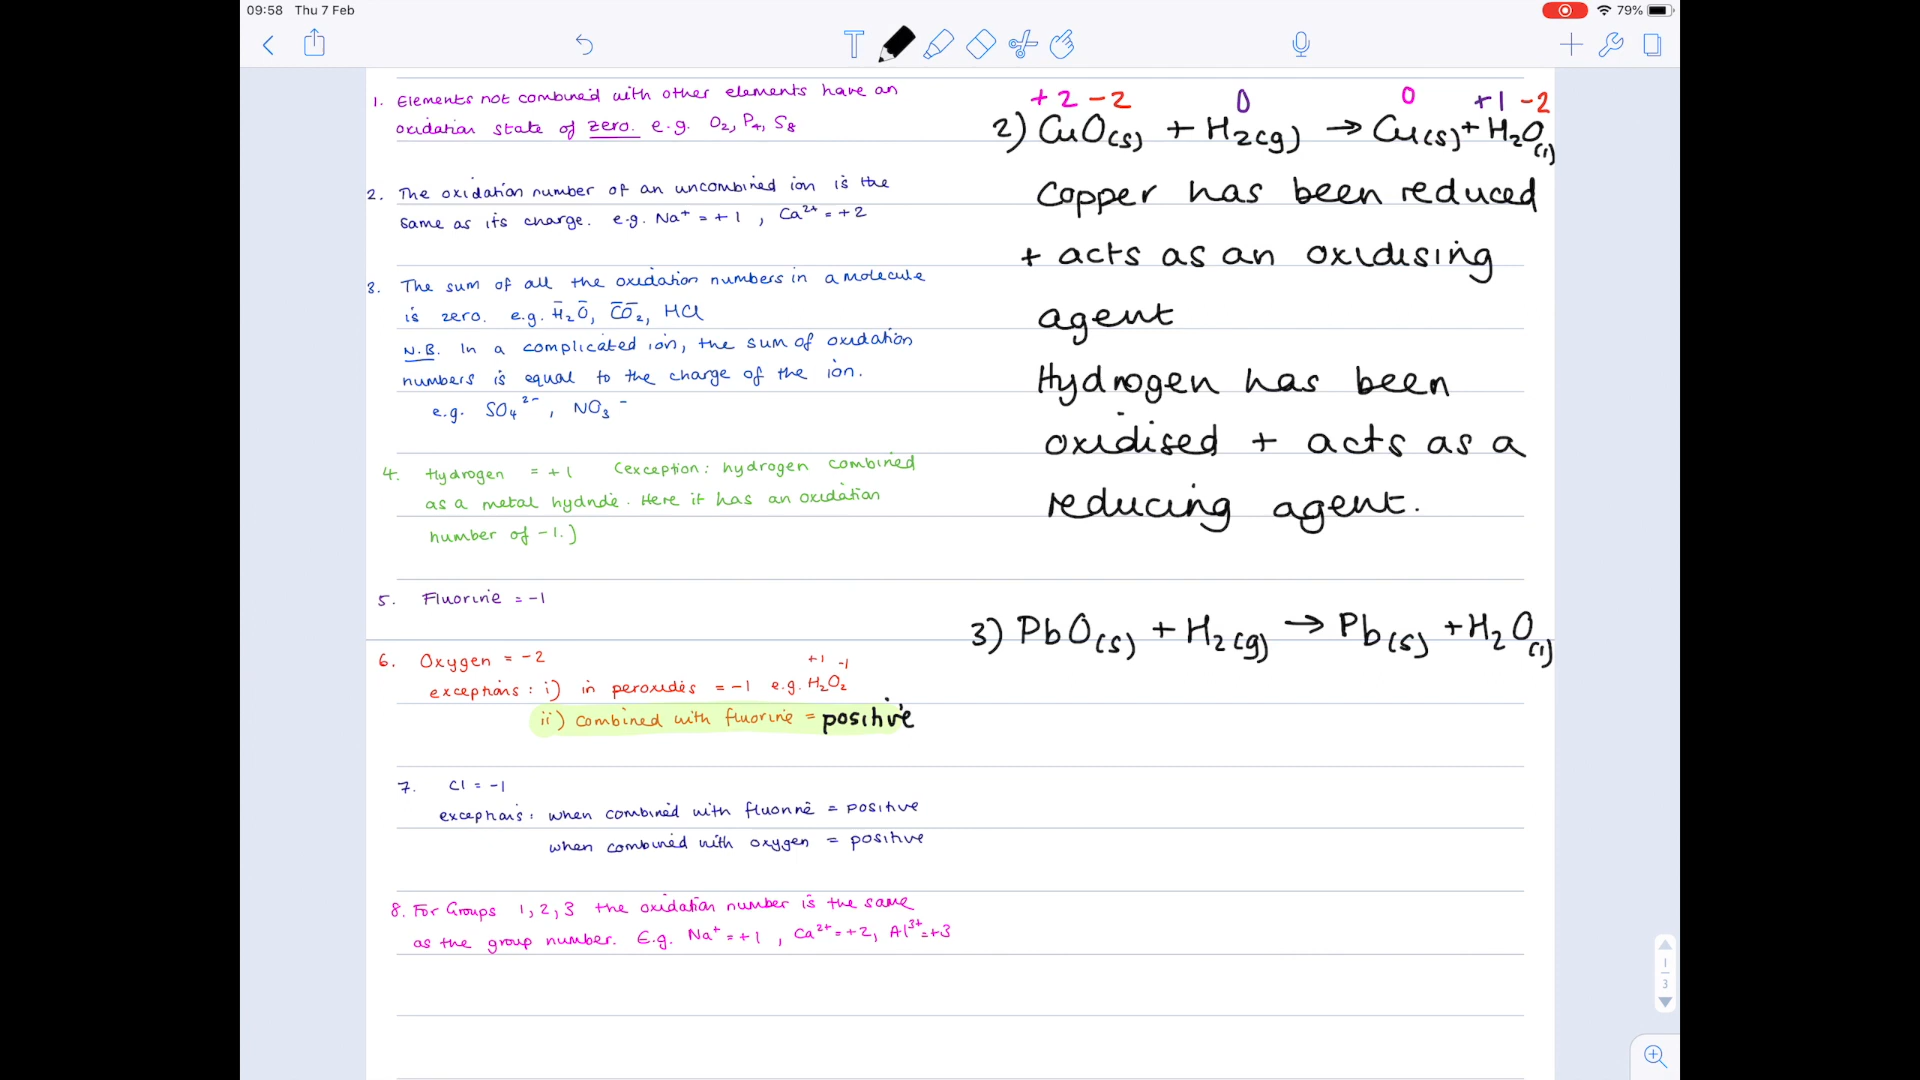 09:58 Thu 7 Feb
79%
1. Elements not combined with other elements have an
oxidation state of zero. e.g. O₂, P₄, S₈
2. The oxidation number of an uncombined ion is the
same as its charge. e.g. Na⁺ = +1 , Ca²⁺ = +2
3. The sum of all the oxidation numbers in a molecule
is zero. e.g. H₂O, CO₂, HCl
N.B. In a complicated ion, the sum of oxidation
numbers is equal to the charge of the ion.
e.g. SO₄²⁻ , NO₃⁻
4. Hydrogen = +1 (exception: hydrogen combined
as a metal hydride. Here it has an oxidation
number of -1.)
5. Fluorine = -1
6. Oxygen = -2
+1 -1
exceptions: i) in peroxides = -1 e.g. H₂O₂
ii) combined with fluorine = positive
7. Cl = -1
exceptions: when combined with fluorine = positive
when combined with oxygen = positive
8. For Groups 1, 2, 3 the oxidation number is the same
as the group number. E.g. Na⁺ = +1 , Ca²⁺ = +2, Al³⁺ = +3
+2 -2 0 0 +1 -2
2) CuO(s) + H₂(g) → Cu(s) + H₂O(l)
Copper has been reduced
+ acts as an oxidising
agent
Hydrogen has been
oxidised + acts as a
reducing agent.
3) PbO(s) + H₂(g) → Pb(s) + H₂O(l)
1
3